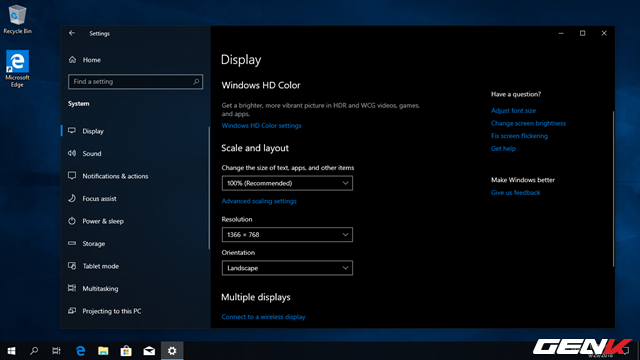 Recycle Bin
Microsoft
Edge
Settings
Home
Find a setting
System
Display
Sound
Notifications & actions
Focus assist
Power & sleep
Storage
Tablet mode
Multitasking
Projecting to this PC
Display
Windows HD Color
Get a brighter, more vibrant picture in HDR and WCG videos, games,
and apps.
Windows HD Color settings
Scale and layout
Change the size of text, apps, and other items
100% (Recommended)
Advanced scaling settings
Resolution
1366 × 768
Orientation
Landscape
Multiple displays
Connect to a wireless display
Have a question?
Adjust font size
Change screen brightness
Fix screen flickering
Get help
Make Windows better
Give us feedback
GENK